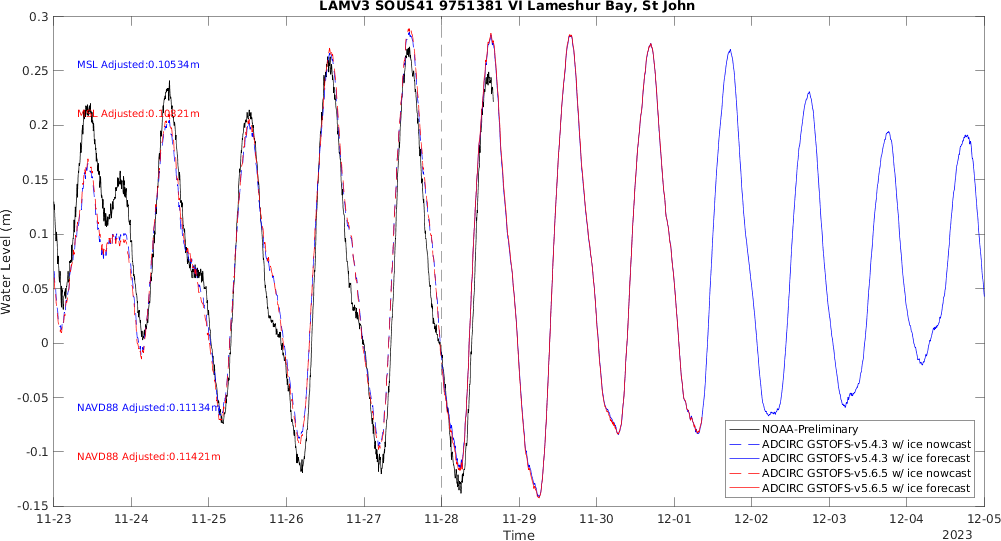 LAMV3 SOUS41 9751381 VI Lameshur Bay, St John
0.3
0.25
0.2
0.15
0.1
0.05
0
-0.05
-0.1
-0.15
Water Level (m)
MSL Adjusted:0.10534m
MSL Adjusted:0.10821m
NAVD88 Adjusted:0.11134m
NAVD88 Adjusted:0.11421m
NOAA-Preliminary
ADCIRC GSTOFS-v5.4.3 w/ ice nowcast
ADCIRC GSTOFS-v5.4.3 w/ ice forecast
ADCIRC GSTOFS-v5.6.5 w/ ice nowcast
ADCIRC GSTOFS-v5.6.5 w/ ice forecast
11-23 11-24 11-25 11-26 11-27 11-28 11-29 11-30 12-01 12-02 12-03 12-04 12-05
Time
2023